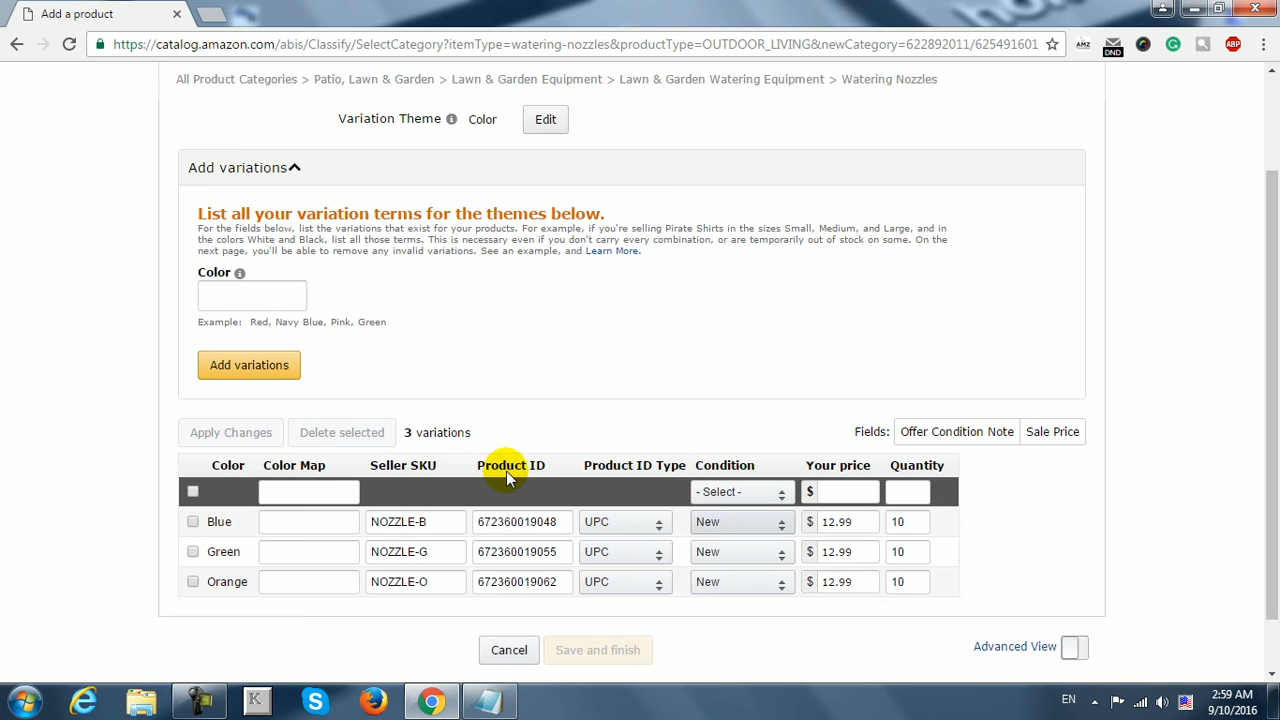 Add a product
https://catalog.amazon.com/abis/Classify/SelectCategory?itemType=watering-nozzles&productType=OUTDOOR_LIVING&newCategory=622892011/625491601
AMZ
DND
ABP
All Product Categories > Patio, Lawn & Garden > Lawn & Garden Equipment > Lawn & Garden Watering Equipment > Watering Nozzles
Variation Theme Color Edit
Add variations
List all your variation terms for the themes below.
For the fields below, list the variations that exist for your products. For example, if you're selling Pirate Shirts in the sizes Small, Medium, and Large, and in
the colors White and Black, list all those terms. This is necessary even if you don't carry every combination, or are temporarily out of stock on some. On the
next page, you'll be able to remove any invalid variations. See an example, and Learn More.
Color
Example: Red, Navy Blue, Pink, Green
Add variations
Apply Changes Delete selected 3 variations Fields: Offer Condition Note Sale Price
Color Color Map Seller SKU Product ID Product ID Type Condition Your price Quantity
- Select - $
Blue NOZZLE-B 672360019048 UPC New $ 12.99 10
Green NOZZLE-G 672360019055 UPC New $ 12.99 10
Orange NOZZLE-O 672360019062 UPC New $ 12.99 10
Cancel Save and finish Advanced View
K
EN
2:59 AM
9/10/2016